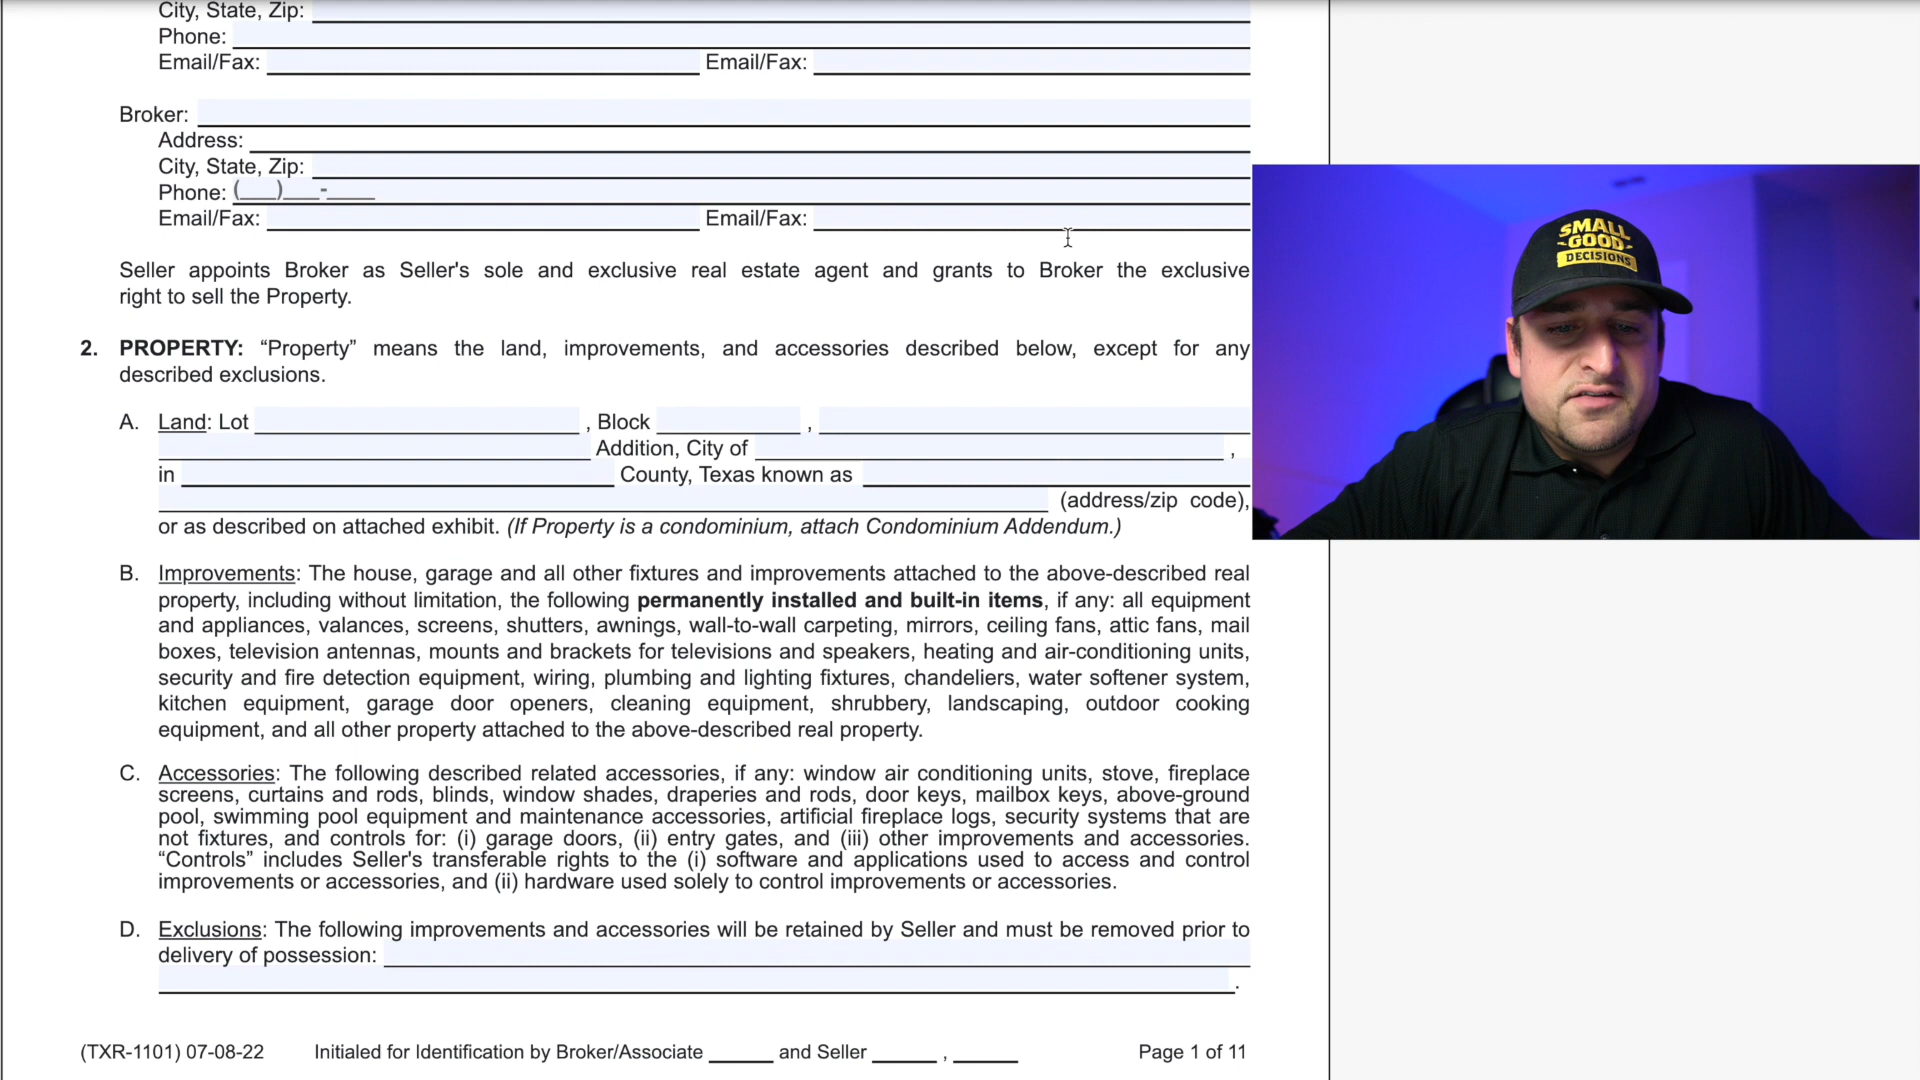 City, State, Zip:
Phone:
Email/Fax: Email/Fax:
Broker:
Address:
City, State, Zip:
Phone: (___)___-____
Email/Fax: Email/Fax:
Seller appoints Broker as Seller's sole and exclusive real estate agent and grants to Broker the exclusive
right to sell the Property.
2. PROPERTY: “Property” means the land, improvements, and accessories described below, except for any
described exclusions.
A. Land: Lot , Block ,
Addition, City of ,
in County, Texas known as
(address/zip code),
or as described on attached exhibit. (If Property is a condominium, attach Condominium Addendum.)
B. Improvements: The house, garage and all other fixtures and improvements attached to the above-described real
property, including without limitation, the following permanently installed and built-in items, if any: all equipment
and appliances, valances, screens, shutters, awnings, wall-to-wall carpeting, mirrors, ceiling fans, attic fans, mail
boxes, television antennas, mounts and brackets for televisions and speakers, heating and air-conditioning units,
security and fire detection equipment, wiring, plumbing and lighting fixtures, chandeliers, water softener system,
kitchen equipment, garage door openers, cleaning equipment, shrubbery, landscaping, outdoor cooking
equipment, and all other property attached to the above-described real property.
C. Accessories: The following described related accessories, if any: window air conditioning units, stove, fireplace
screens, curtains and rods, blinds, window shades, draperies and rods, door keys, mailbox keys, above-ground
pool, swimming pool equipment and maintenance accessories, artificial fireplace logs, security systems that are
not fixtures, and controls for: (i) garage doors, (ii) entry gates, and (iii) other improvements and accessories.
“Controls” includes Seller's transferable rights to the (i) software and applications used to access and control
improvements or accessories, and (ii) hardware used solely to control improvements or accessories.
D. Exclusions: The following improvements and accessories will be retained by Seller and must be removed prior to
delivery of possession:
.
(TXR-1101) 07-08-22 Initialed for Identification by Broker/Associate ______ and Seller ______ , ______ Page 1 of 11
SMALL
GOOD
DECISIONS